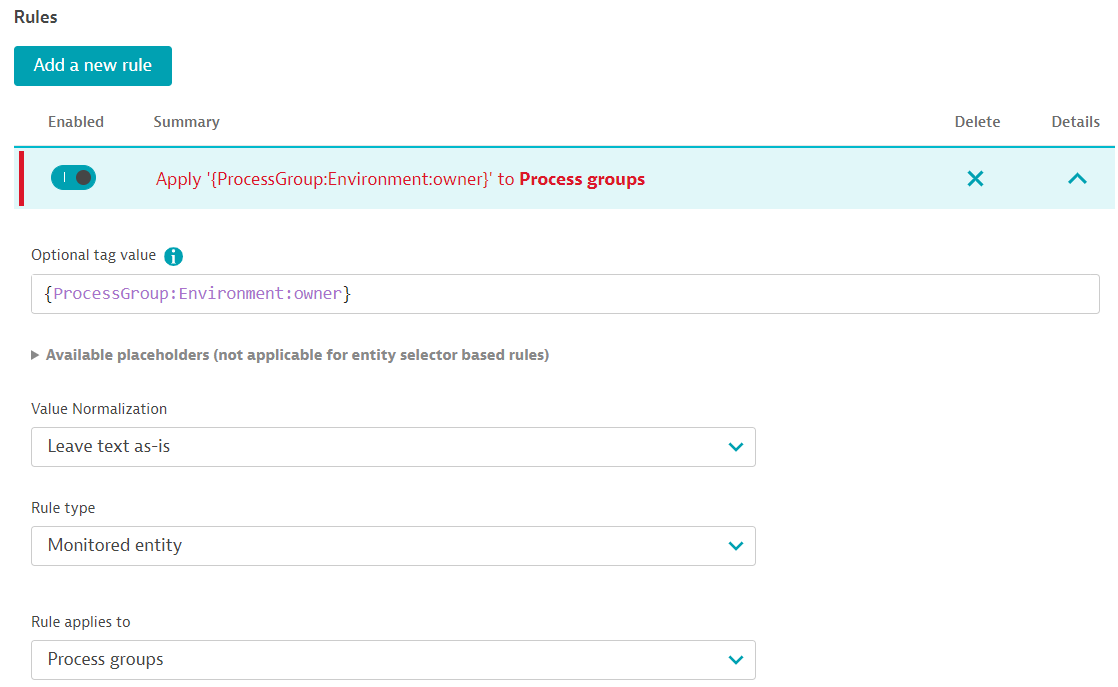 Rules
Add a new rule
Enabled Summary Delete Details
Apply '{ProcessGroup:Environment:owner}' to Process groups
Optional tag value
{ProcessGroup:Environment:owner}
Available placeholders (not applicable for entity selector based rules)
Value Normalization
Leave text as-is
Rule type
Monitored entity
Rule applies to
Process groups